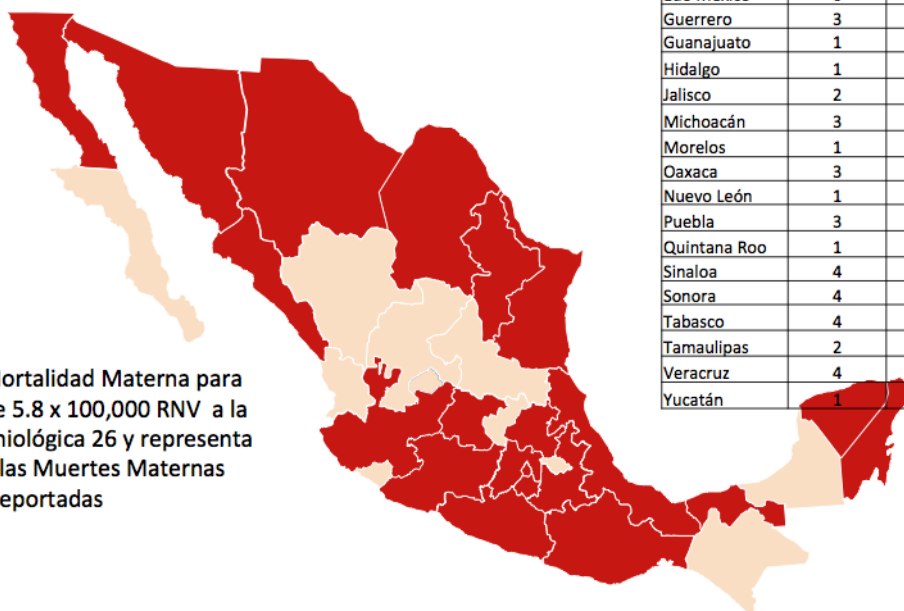 Guerrero 3
Guanajuato 1
Hidalgo 1
Jalisco 2
Michoacán 3
Morelos 1
Oaxaca 3
Nuevo León 1
Puebla 3
Quintana Roo 1
Sinaloa 4
Sonora 4
Tabasco 4
Tamaulipas 2
Veracruz 4
Yucatán 1
ortalidad Materna para
e 5.8 x 100,000 RNV a la
niológica 26 y representa
las Muertes Maternas
eportadas